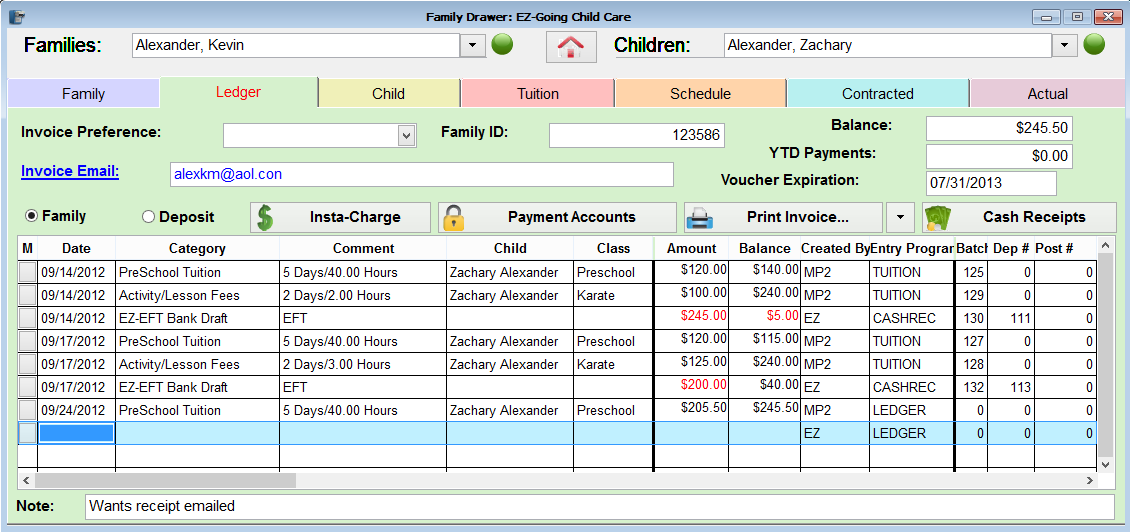 Family Drawer: EZ-Going Child Care
Families: Alexander, Kevin Children: Alexander, Zachary
Family Ledger Child Tuition Schedule Contracted Actual
Invoice Preference: Family ID: 123586 Balance: $245.50
YTD Payments: $0.00
Invoice Email: alexkm@aol.con Voucher Expiration: 07/31/2013
Family Deposit Insta-Charge Payment Accounts Print Invoice... Cash Receipts
M Date Category Comment Child Class Amount Balance Created By Entry Program Batch Dep # Post #
09/14/2012 PreSchool Tuition 5 Days/40.00 Hours Zachary Alexander Preschool $120.00 $140.00 MP2 TUITION 125 0 0
09/14/2012 Activity/Lesson Fees 2 Days/2.00 Hours Zachary Alexander Karate $100.00 $240.00 MP2 TUITION 129 0 0
09/14/2012 EZ-EFT Bank Draft EFT $245.00 $5.00 EZ CASHREC 130 111 0
09/17/2012 PreSchool Tuition 5 Days/40.00 Hours Zachary Alexander Preschool $120.00 $115.00 MP2 TUITION 127 0 0
09/17/2012 Activity/Lesson Fees 2 Days/3.00 Hours Zachary Alexander Karate $125.00 $240.00 MP2 TUITION 128 0 0
09/17/2012 EZ-EFT Bank Draft EFT $200.00 $40.00 EZ CASHREC 132 113 0
09/24/2012 PreSchool Tuition 5 Days/40.00 Hours Zachary Alexander Preschool $205.50 $245.50 MP2 LEDGER 0 0 0
EZ LEDGER 0 0 0
Note: Wants receipt emailed